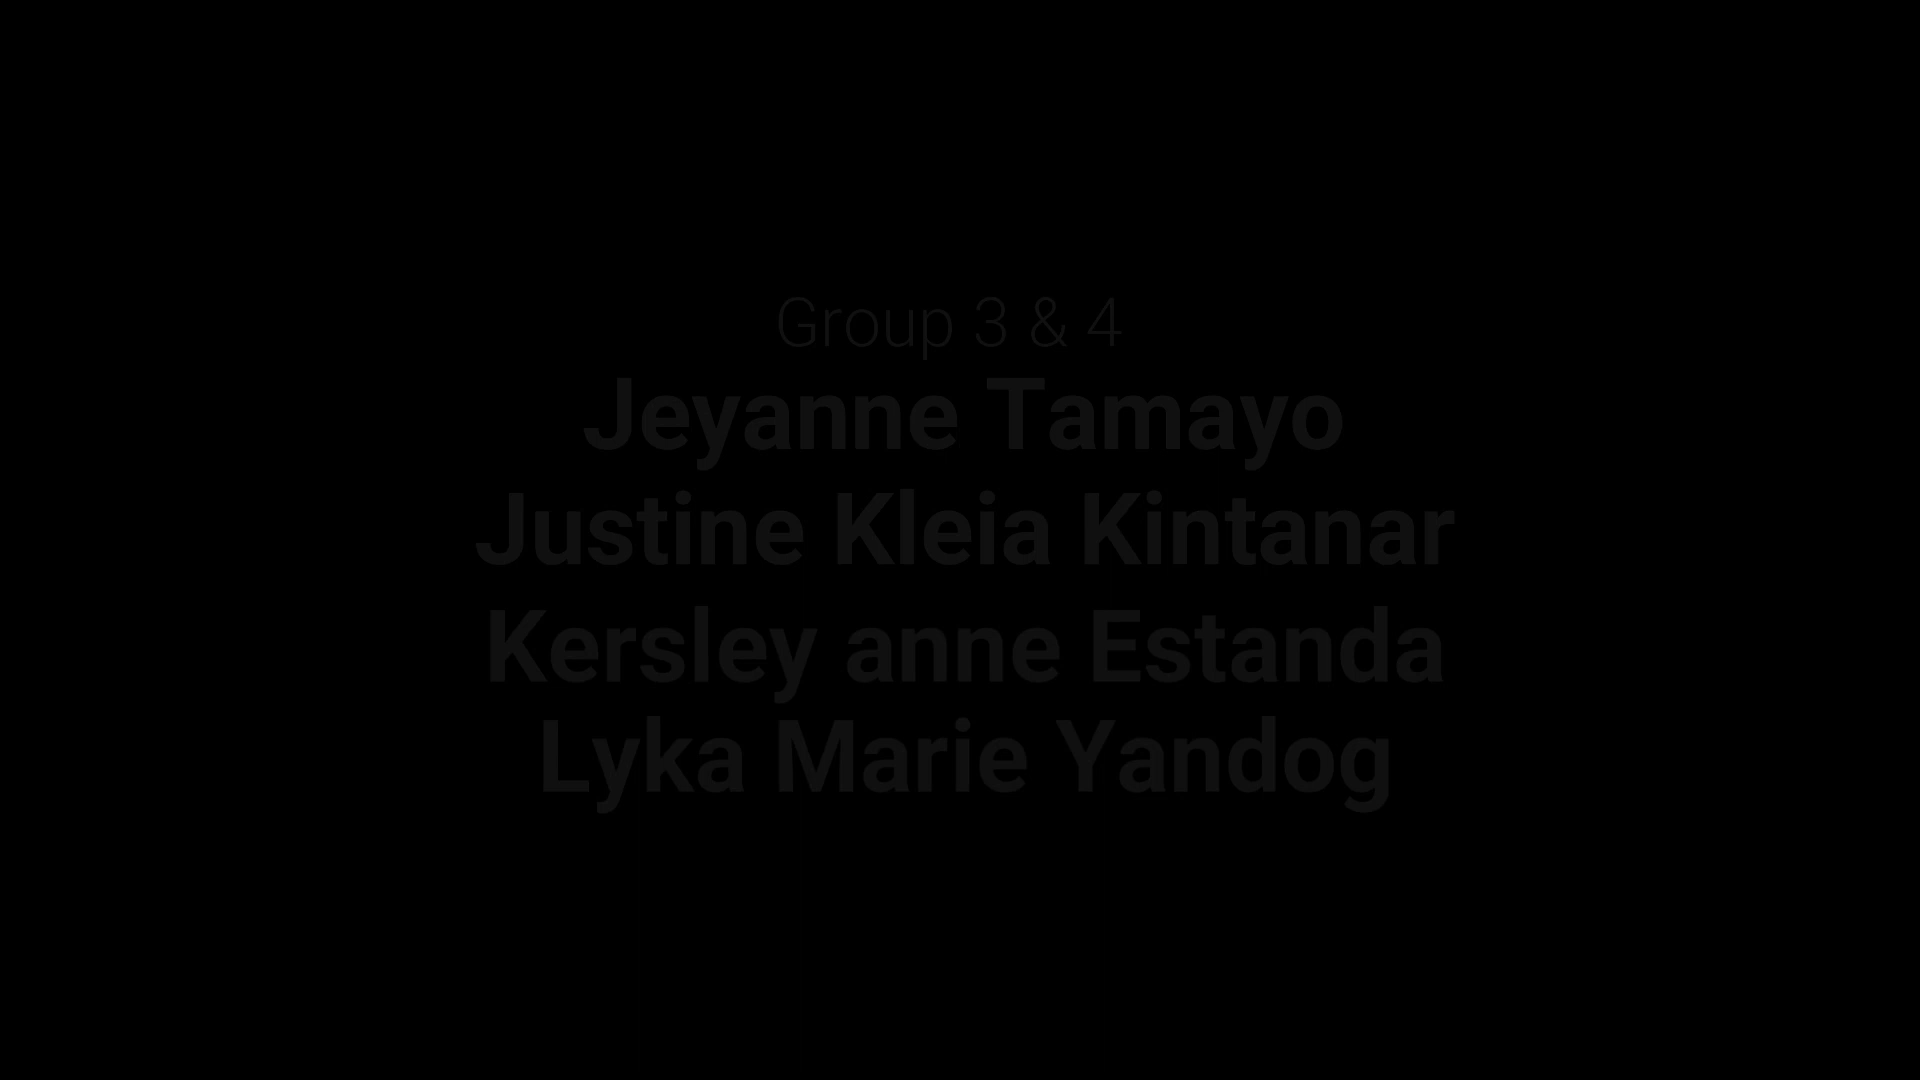 Group 3 & 4
Jeyanne Tamayo
Justine Kleia Kintanar
Kersley anne Estanda
Lyka Marie Yandog